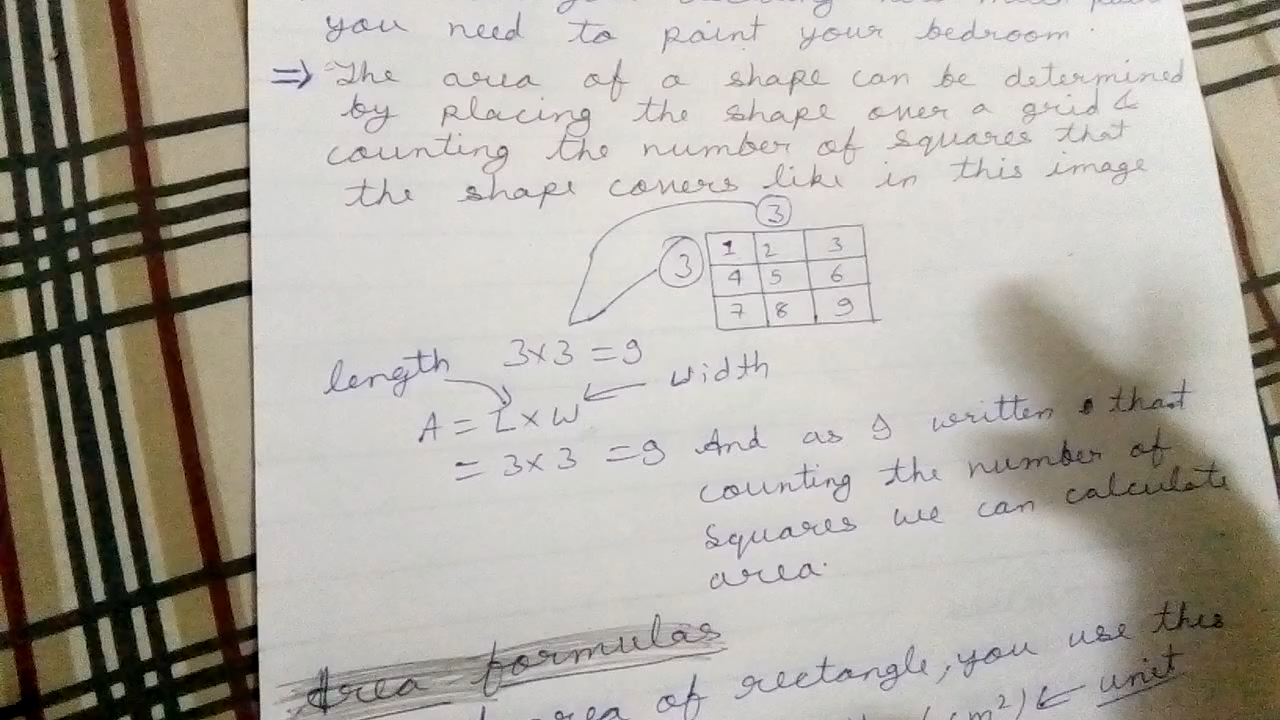 you need to paint your bedroom.
⇒ The area of a shape can be determined
by placing the shape over a grid &
counting the number of squares that
the shape covers like in this image
3
3
1 2 3
4 5 6
7 8 9
3×3 = 9
length
width
A = L × W
= 3×3 = 9
And as I written that
counting the number of
squares we can calculate
area.
Area formulas
area of rectangle, you use this
cm²) ← unit